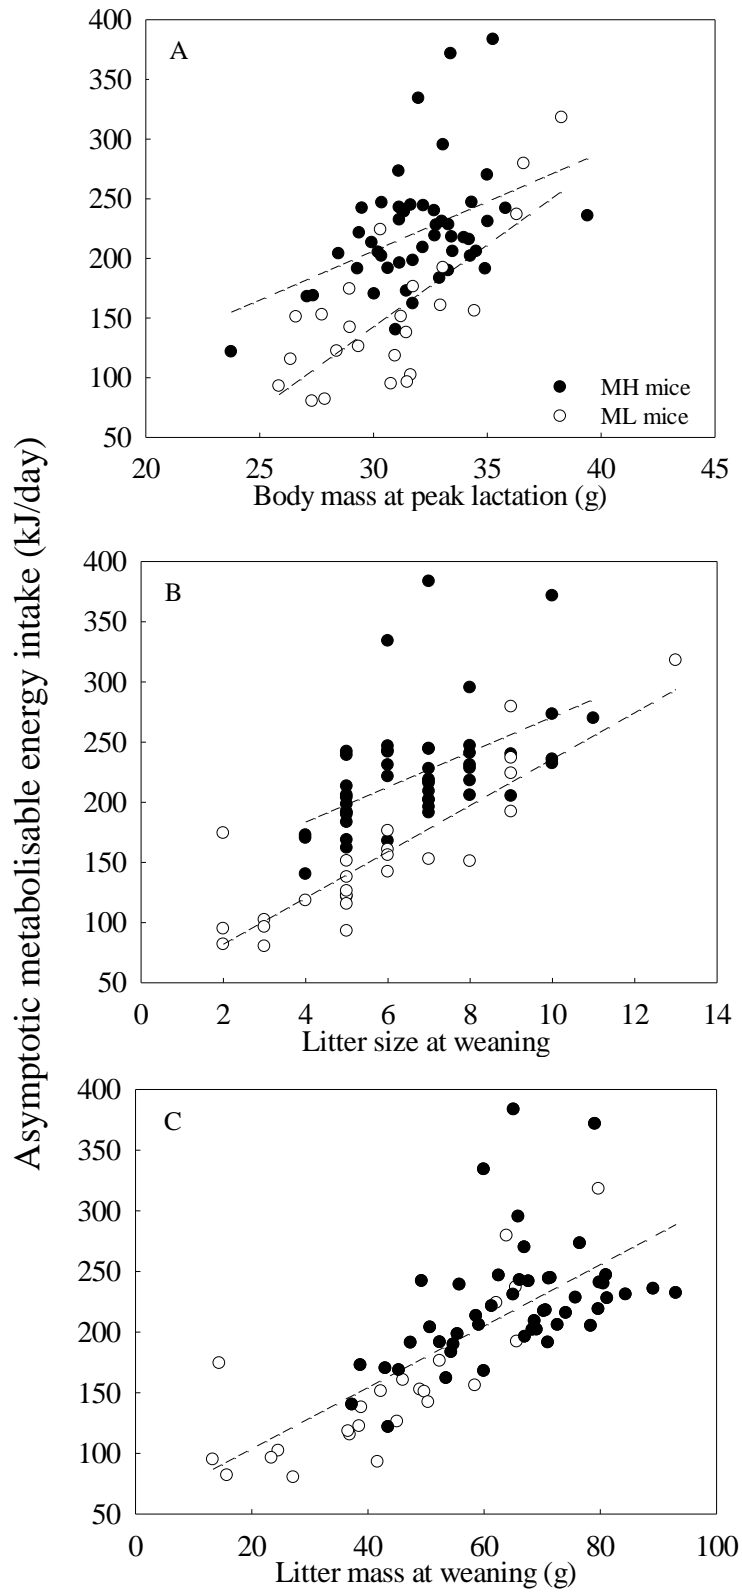 Asymptotic metabolisable energy intake (kJ/day)
A
400
350
300
250
200
150
100
50
MH mice
ML mice
20 25 30 35 40 45
Body mass at peak lactation (g)
B
400
350
300
250
200
150
100
50
0 2 4 6 8 10 12 14
Litter size at weaning
C
400
350
300
250
200
150
100
50
0 20 40 60 80 100
Litter mass at weaning (g)